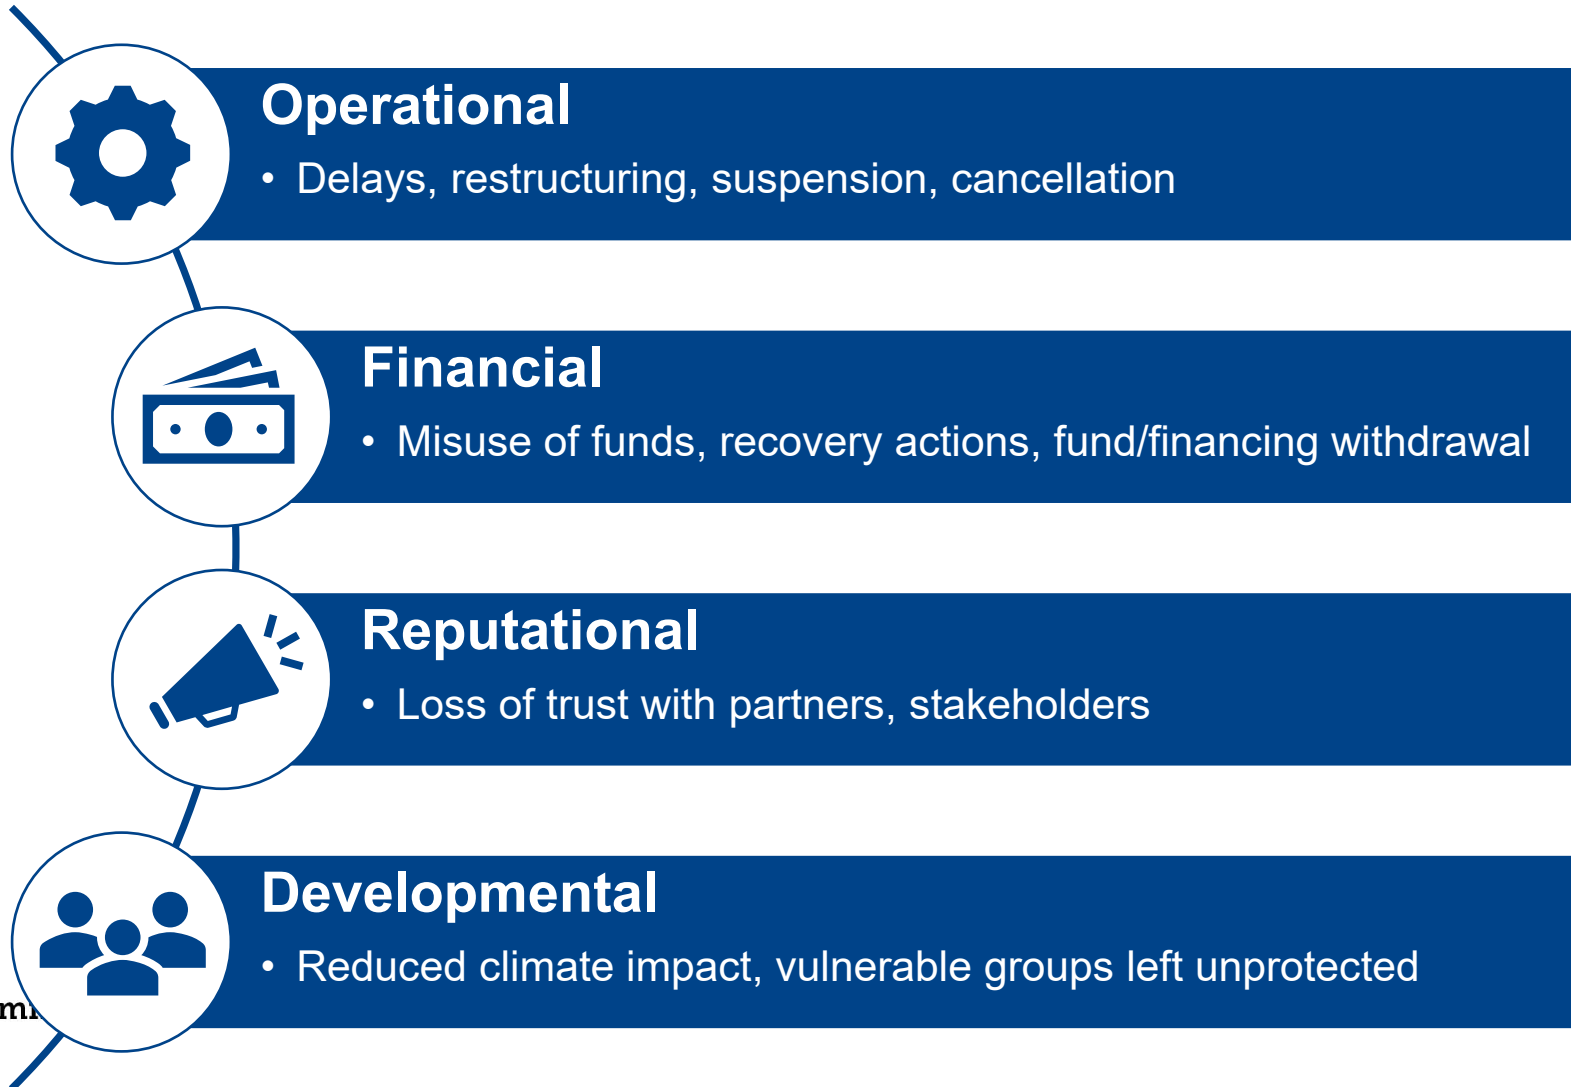 Operational
• Delays, restructuring, suspension, cancellation
Financial
• Misuse of funds, recovery actions, fund/financing withdrawal
Reputational
• Loss of trust with partners, stakeholders
Developmental
• Reduced climate impact, vulnerable groups left unprotected